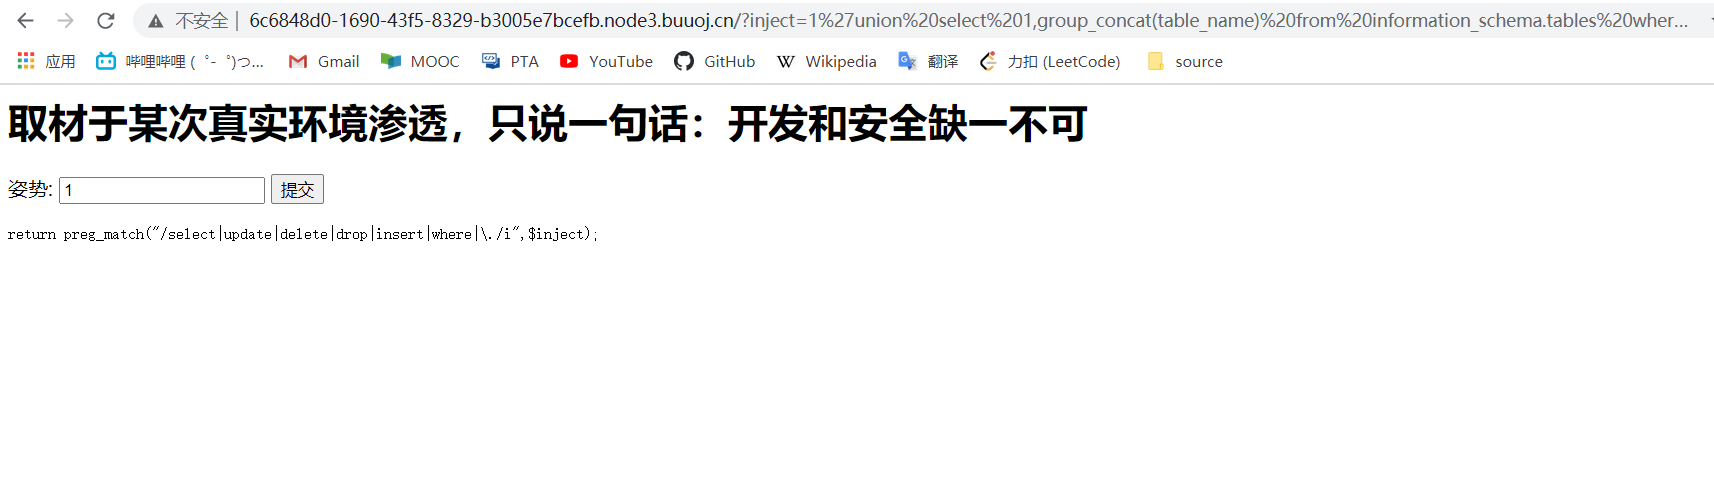 不安全 | 6c6848d0-1690-43f5-8329-b3005e7bcefb.node3.buuoj.cn/?inject=1%27union%20select%201,group_concat(table_name)%20from%20information_schema.tables%20wher...
应用 哔哩哔哩 (゜-゜)つ... Gmail MOOC PTA YouTube GitHub Wikipedia 翻译 力扣 (LeetCode) source
取材于某次真实环境渗透，只说一句话：开发和安全缺一不可
姿势: 1 提交
return preg_match("/select|update|delete|drop|insert|where|\./i",$inject);